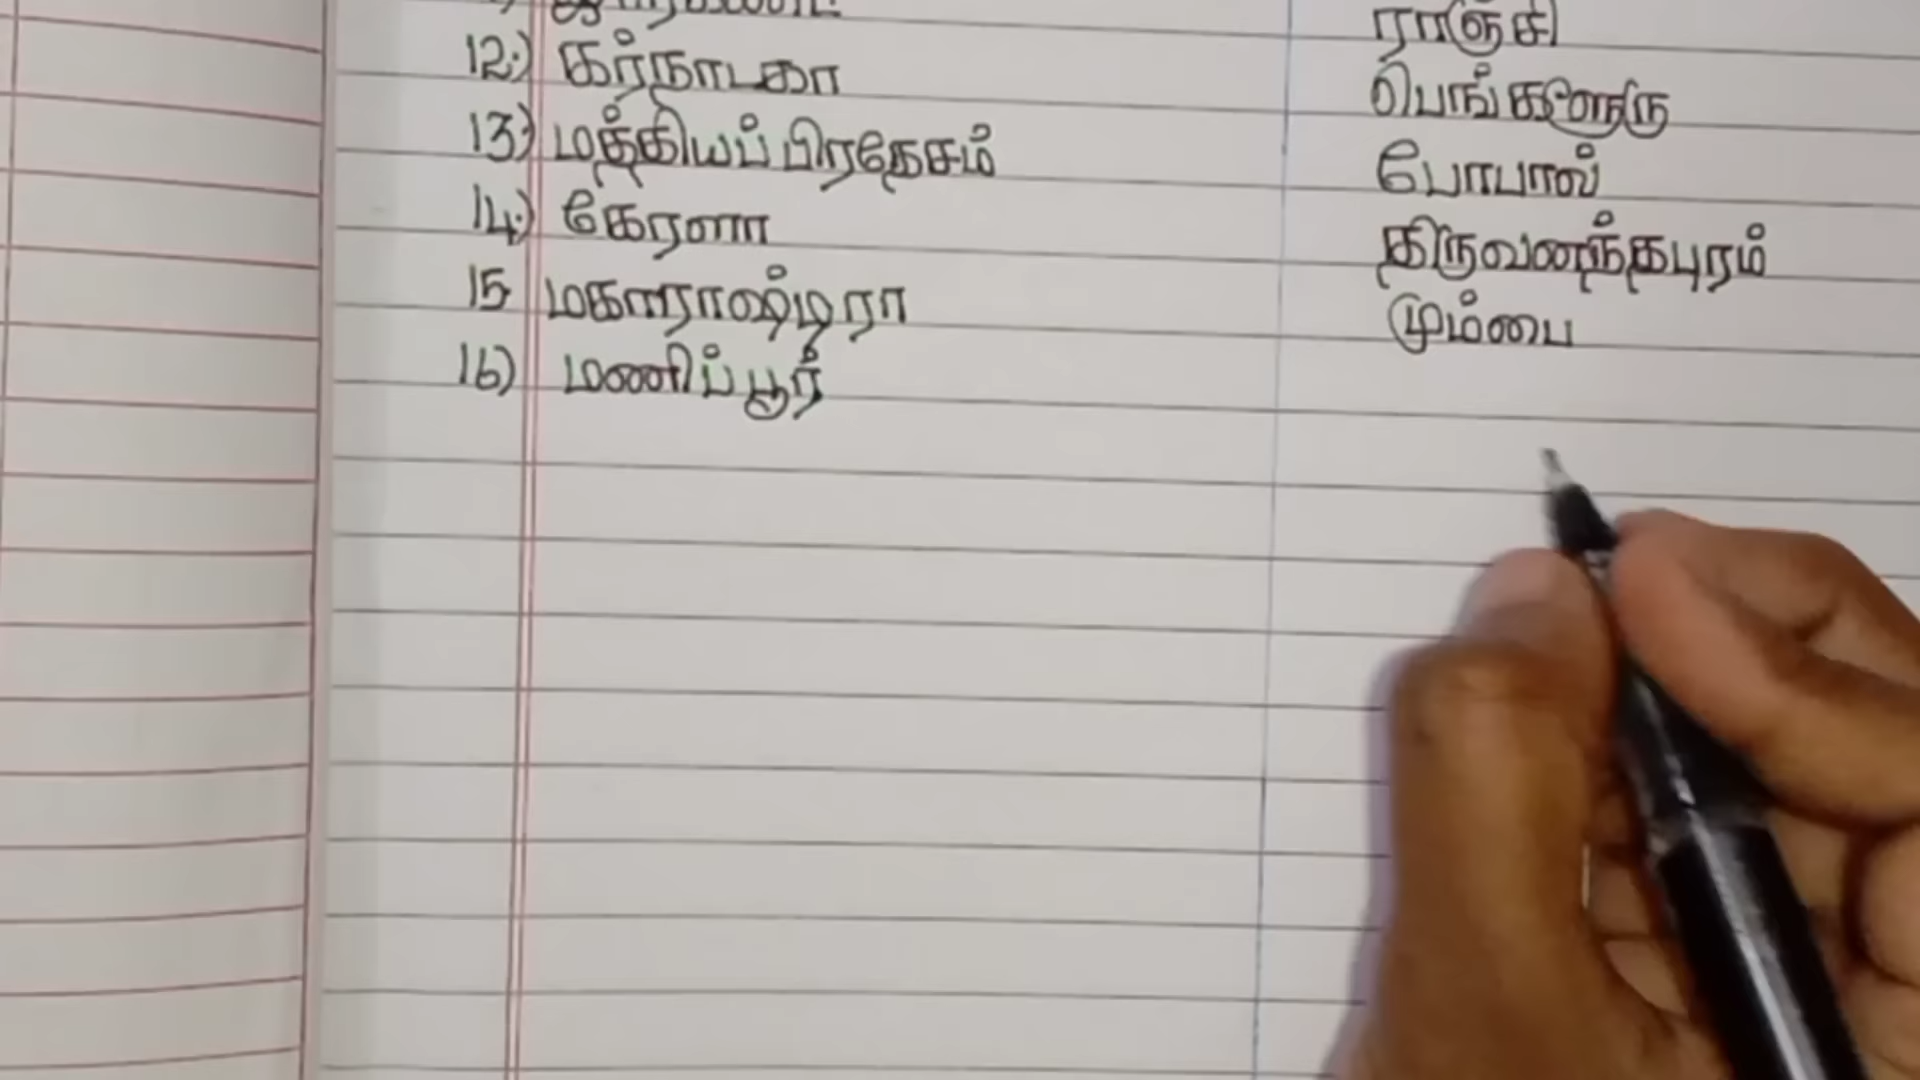 ராஞ்சி
12.) கர்நாடகா பெங்களூரு
13) மத்தியப் பிரதேசம் போபால்
14.) கேரளா திருவனந்தபுரம்
15 மகாராஷ்டிரா மும்பை
16) மணிப்பூர்